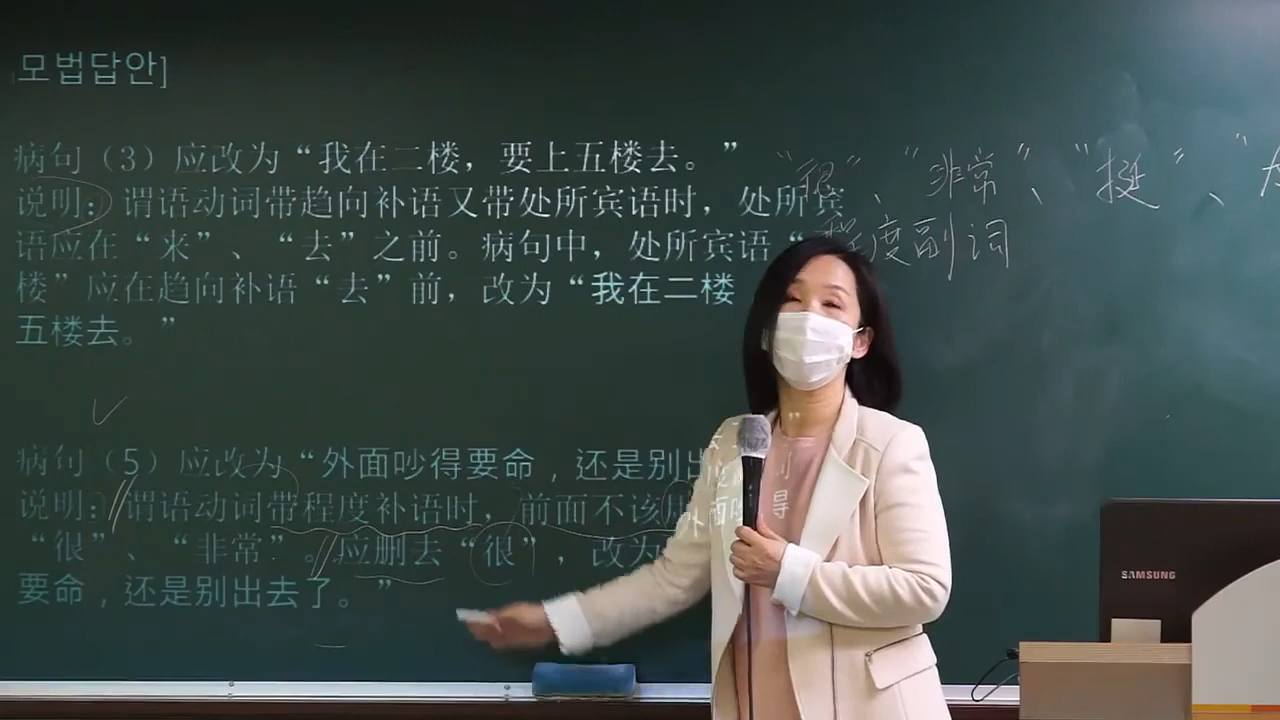 모법답안]
病句（3）应改为“我在二楼，要上五楼去。”
说明：谓语动词带趋向补语又带处所宾语时，处所宾
语应在“来”、“去”之前。病句中，处所宾语“
楼”应在趋向补语“去”前，改为“我在二楼
五楼去。”
病句（5）应改为“外面吵得要命，还是别出
说明：谓语动词带程度补语时，前面不该用
“很”、“非常”。应删去“很”，改为
要命，还是别出去了。”
“很”、“非常”、“挺”、“
程度副词
SAMSUNG